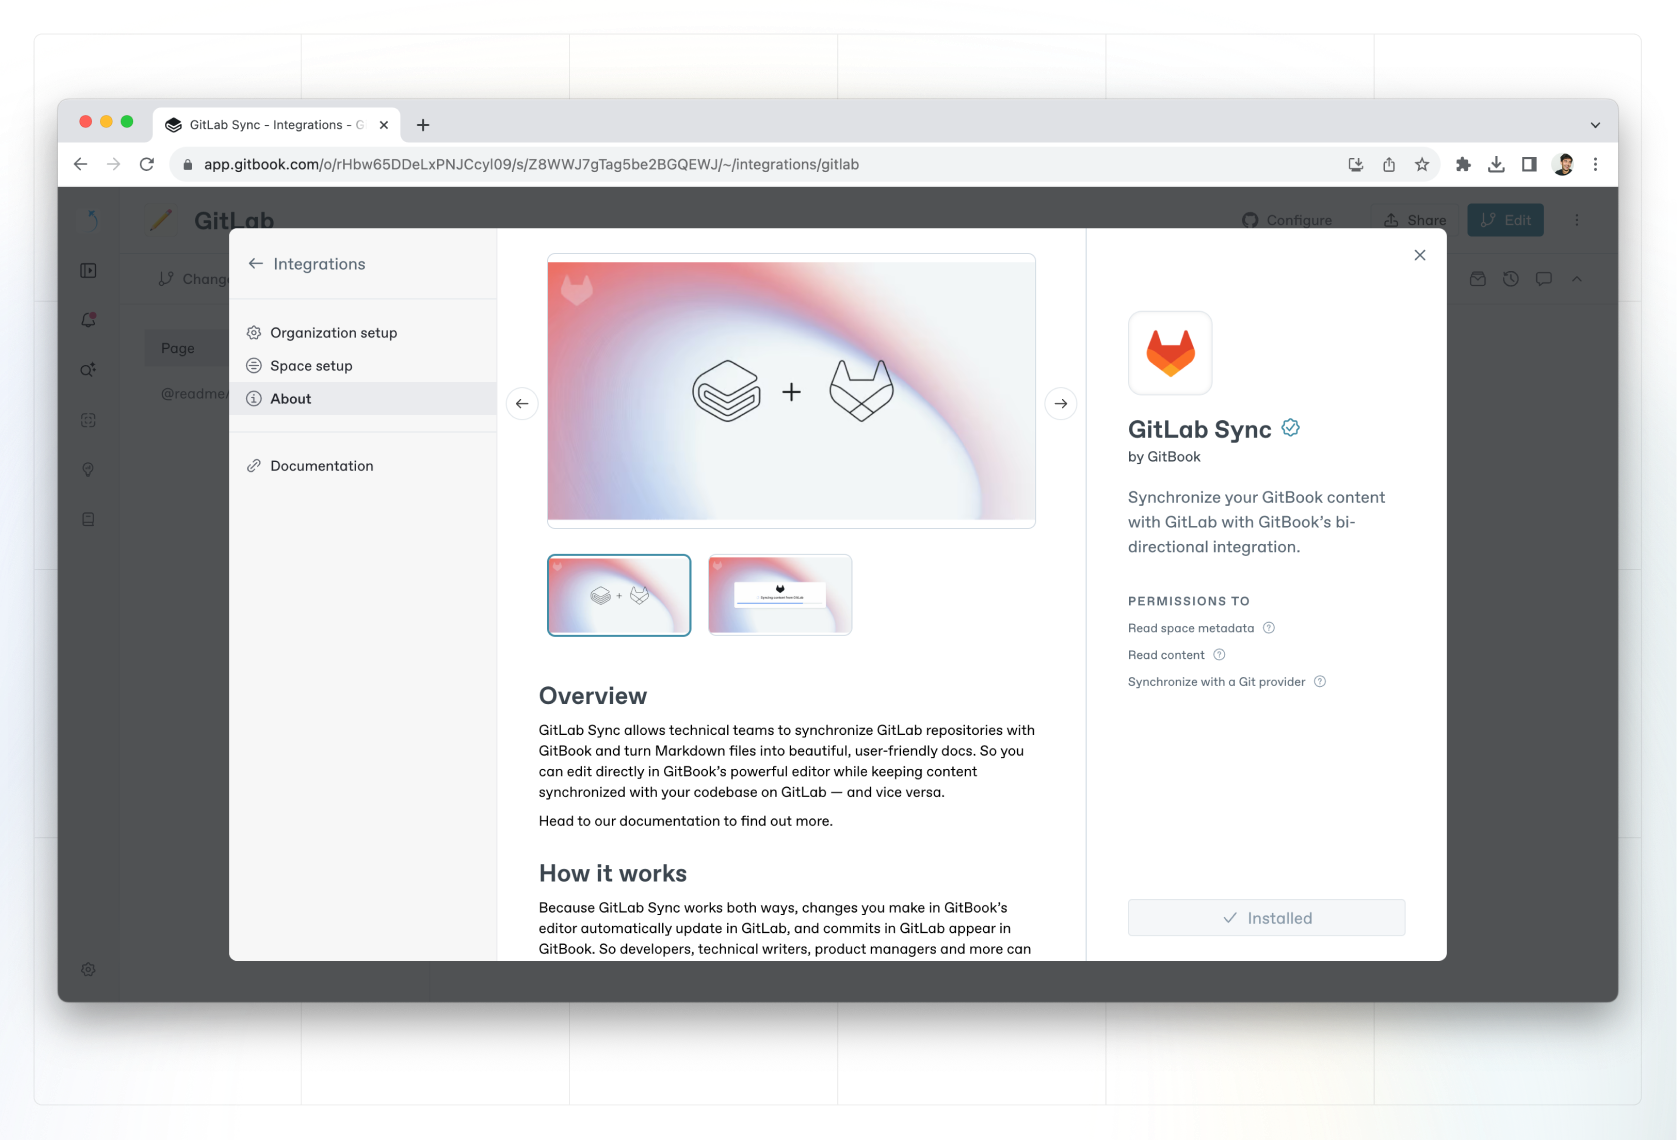 GitLab Sync - Integrations - G
app.gitbook.com/o/rHbw65DDeLxPNJCcyl09/s/Z8WWJ7gTag5be2BGQEWJ/~/integrations/gitlab
GitLab
Configure
Share
Edit
Chang
Page
@readme/
Integrations
Organization setup
Space setup
About
Documentation
+
+
Syncing content from GitLab
Overview
GitLab Sync allows technical teams to synchronize GitLab repositories with
GitBook and turn Markdown files into beautiful, user-friendly docs. So you
can edit directly in GitBook’s powerful editor while keeping content
synchronized with your codebase on GitLab — and vice versa.
Head to our documentation to find out more.
How it works
Because GitLab Sync works both ways, changes you make in GitBook’s
editor automatically update in GitLab, and commits in GitLab appear in
GitBook. So developers, technical writers, product managers and more can
GitLab Sync
by GitBook
Synchronize your GitBook content
with GitLab with GitBook’s bi-
directional integration.
PERMISSIONS TO
Read space metadata
Read content
Synchronize with a Git provider
Installed